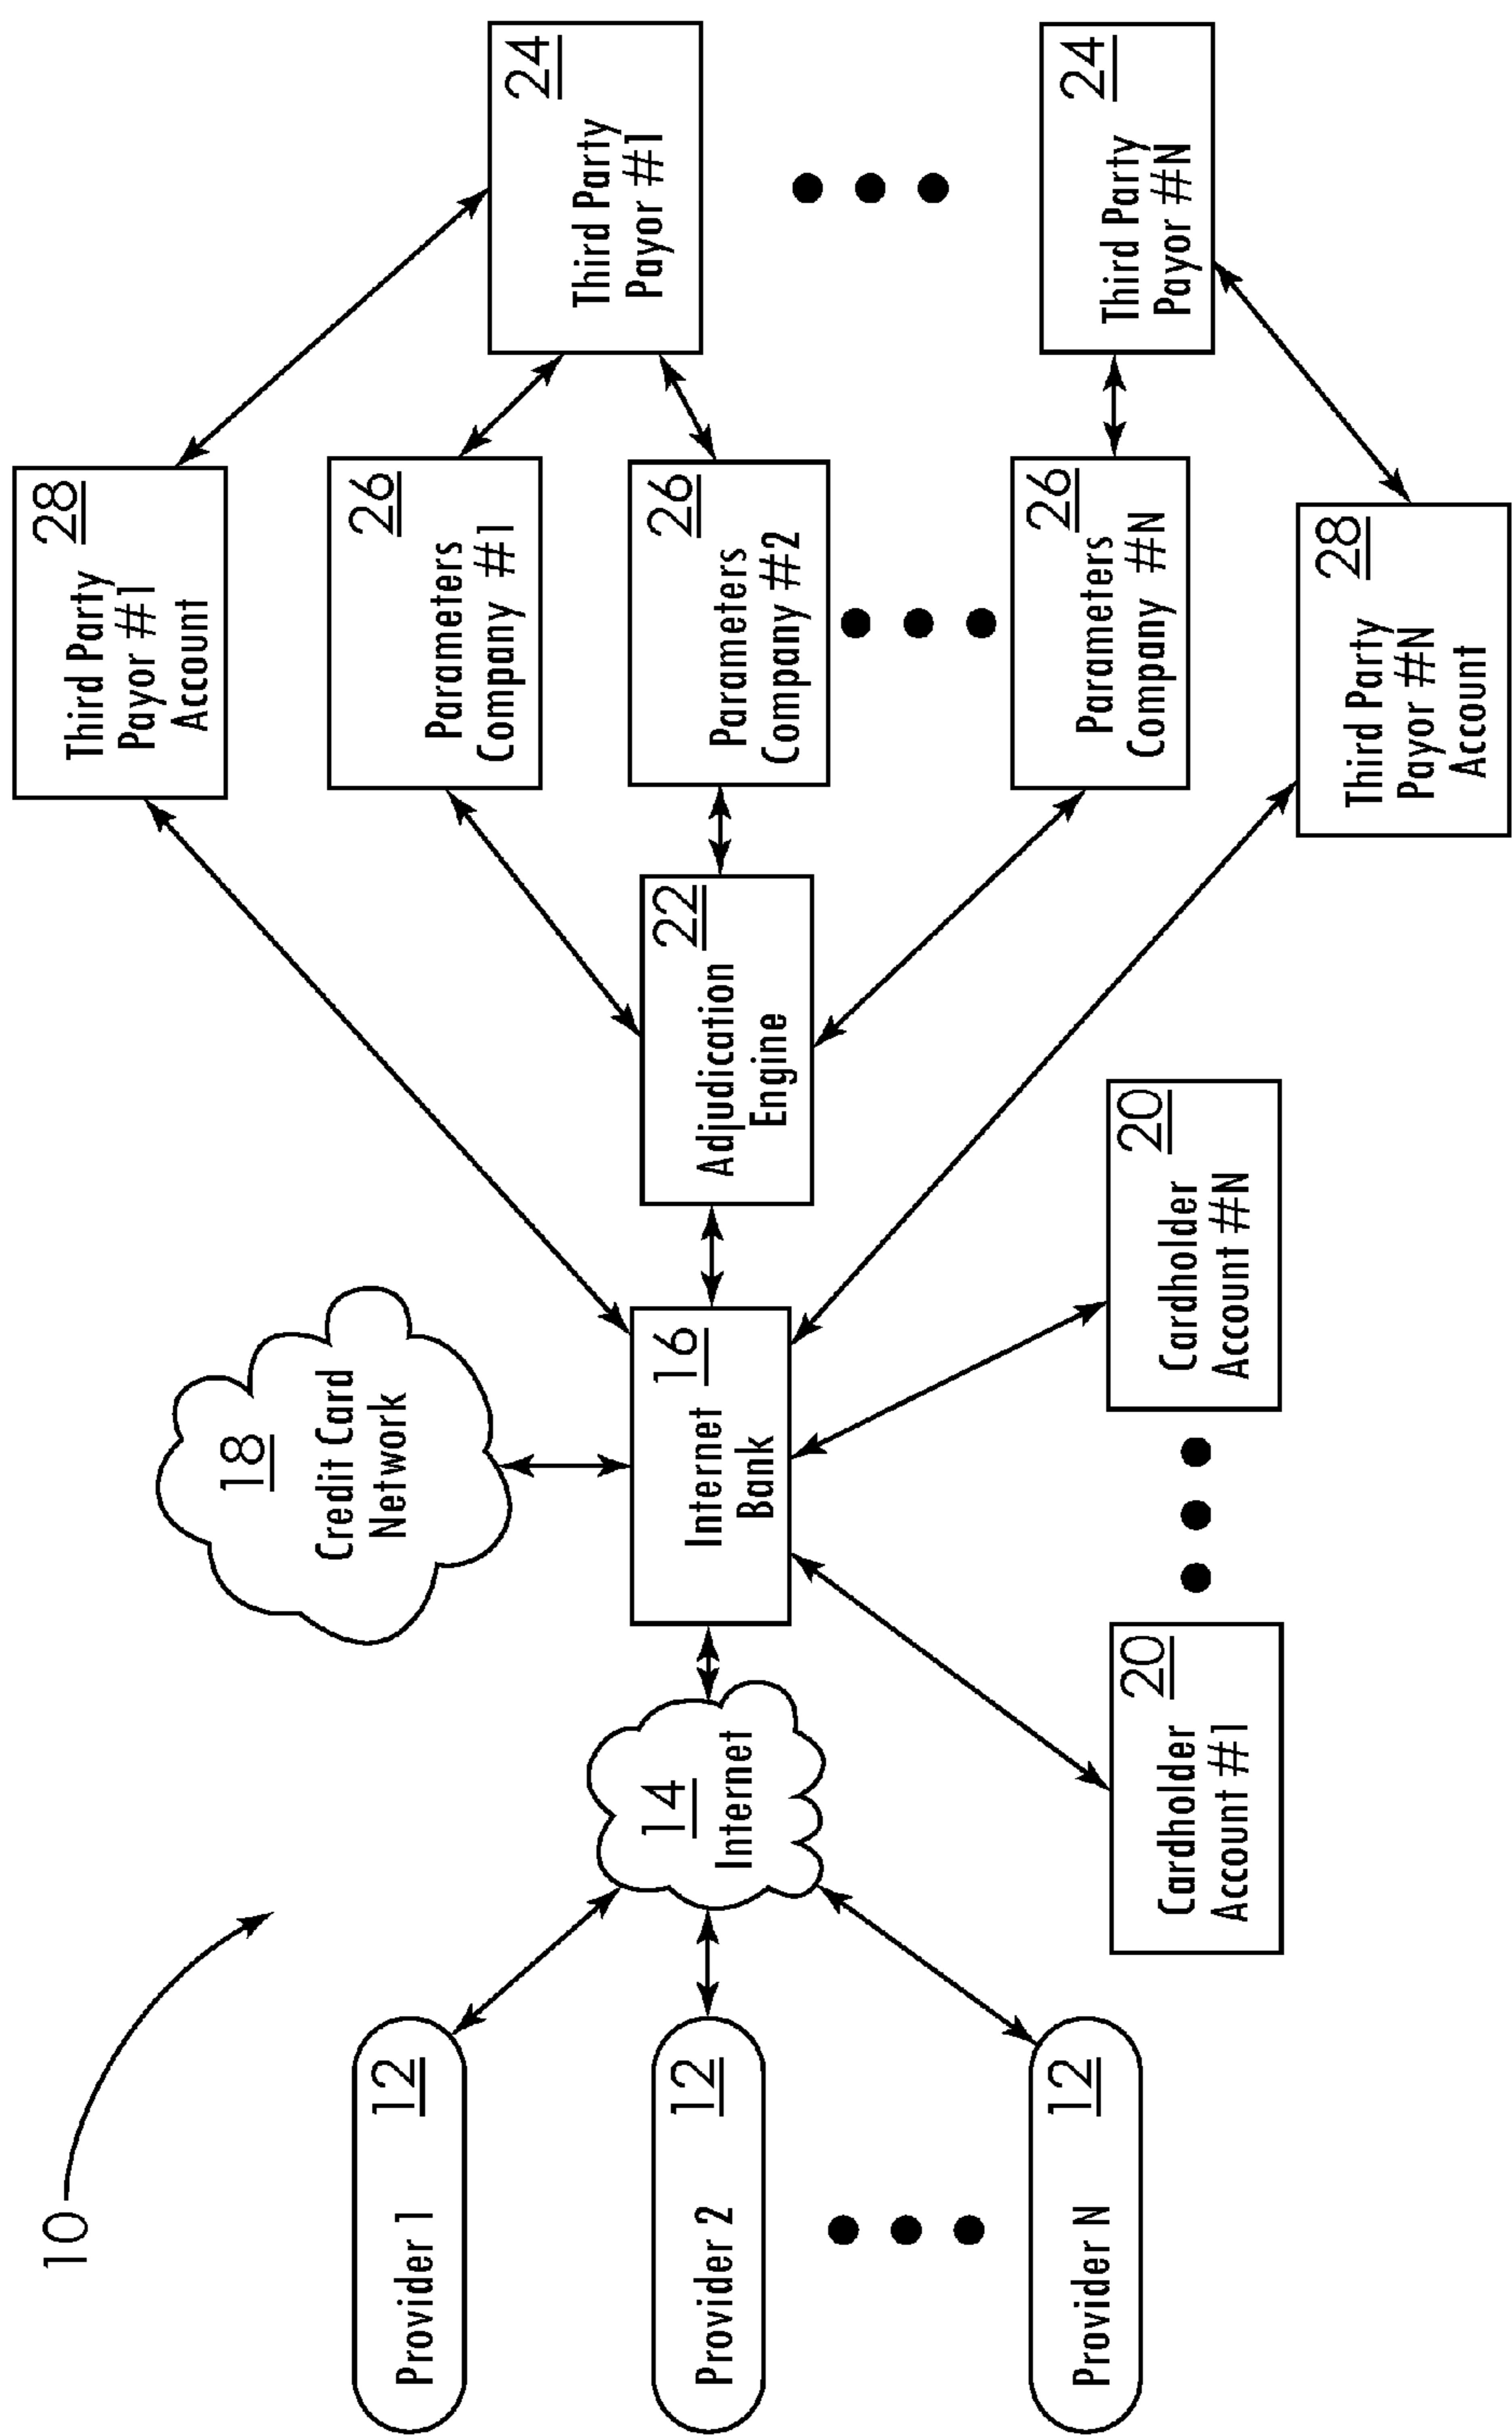 10
Provider 1
12
Provider 2
12
Provider N
12
14
Internet
18
Credit Card
Network
16
Internet
Bank
20
Cardholder
Account #1
20
Cardholder
Account #N
22
Adjudication
Engine
28
Third Party
Payor #1
Account
26
Parameters
Company #1
26
Parameters
Company #2
26
Parameters
Company #N
28
Third Party
Payor #N
Account
24
Third Party
Payor #1
24
Third Party
Payor #N